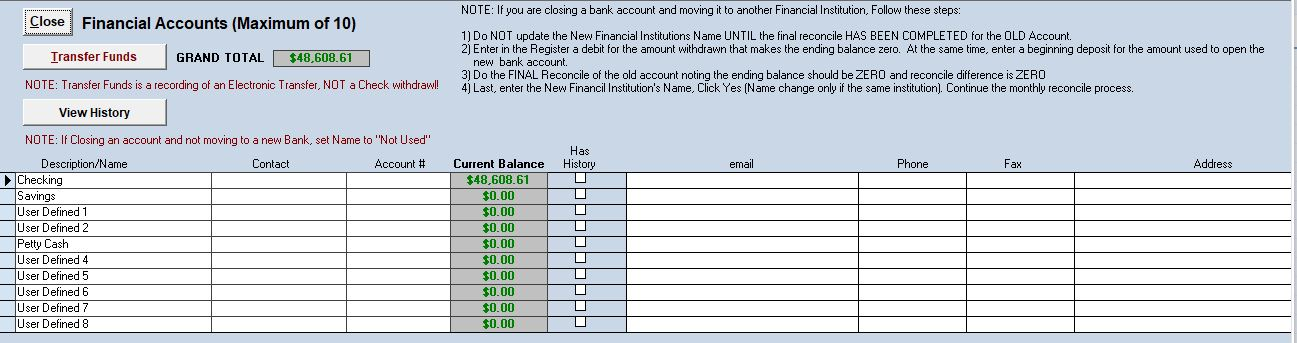 Close
Financial Accounts (Maximum of 10)
Transfer Funds
GRAND TOTAL
$48,608.61
NOTE: Transfer Funds is a recording of an Electronic Transfer, NOT a Check withdrawl!
View History
NOTE: If Closing an account and not moving to a new Bank, set Name to "Not Used"
NOTE: If you are closing a bank account and moving it to another Financial Institution, Follow these steps:
1) Do NOT update the New Financial Institutions Name UNTIL the final reconcile HAS BEEN COMPLETED for the OLD Account.
2) Enter in the Register a debit for the amount withdrawn that makes the ending balance zero. At the same time, enter a beginning deposit for the amount used to open the
new bank account.
3) Do the FINAL Reconcile of the old account noting the ending balance should be ZERO and reconcile difference is ZERO
4) Last, enter the New Financil Institution's Name, Click Yes (Name change only if the same institution). Continue the monthly reconcile process.
Description/Name Contact Account # Current Balance Has History email Phone Fax Address
Checking $48,608.61
Savings $0.00
User Defined 1 $0.00
User Defined 2 $0.00
Petty Cash $0.00
User Defined 4 $0.00
User Defined 5 $0.00
User Defined 6 $0.00
User Defined 7 $0.00
User Defined 8 $0.00